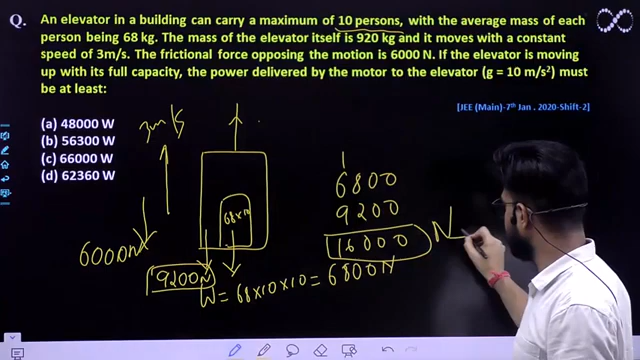 Q. An elevator in a building can carry a maximum of 10 persons, with the average mass of each
person being 68 kg. The mass of the elevator itself is 920 kg and it moves with a constant
speed of 3m/s. The frictional force opposing the motion is 6000 N. If the elevator is moving
up with its full capacity, the power delivered by the motor to the elevator (g = 10 m/s²) must
be at least:
[JEE (Main)-7th Jan. 2020-Shift-2]
(a) 48000 W
(b) 56300 W
(c) 66000 W
(d) 62360 W
3m/s
6000N
68×10
9200N
W = 68×10×10 = 6800N
1
6800
9200
16000 N